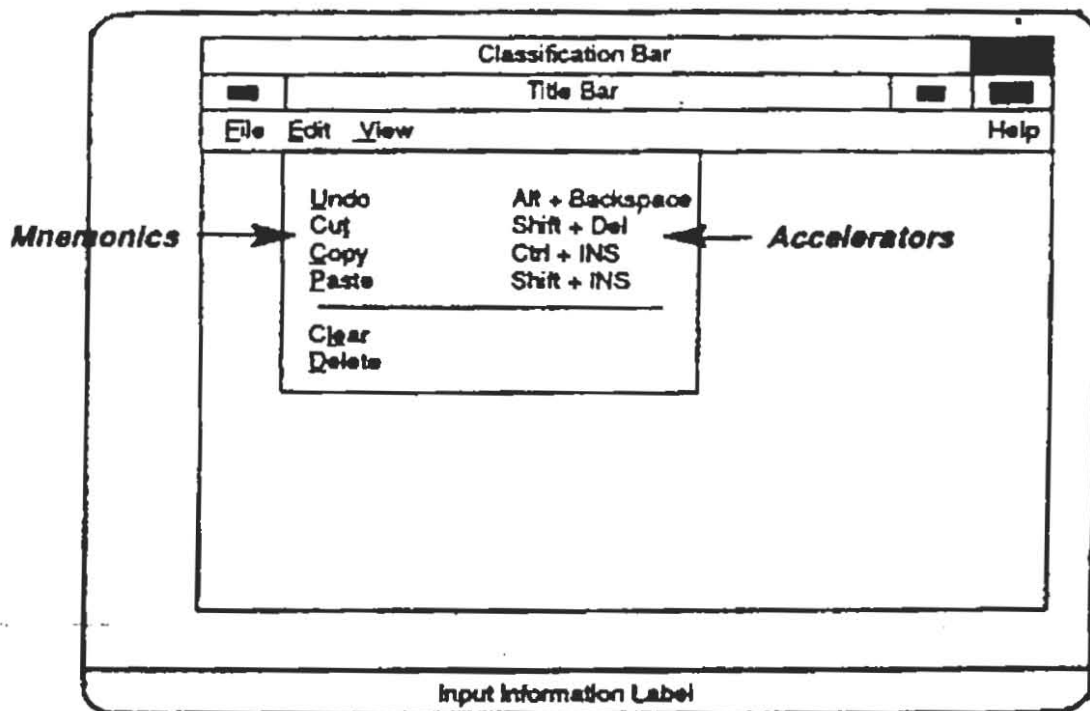 Classification Bar
Title Bar
File Edit View Help
Undo Alt + Backspace
Mnemonics Cut Shift + Del Accelerators
Copy Ctrl + INS
Paste Shift + INS
Clear
Delete
Input Information Label